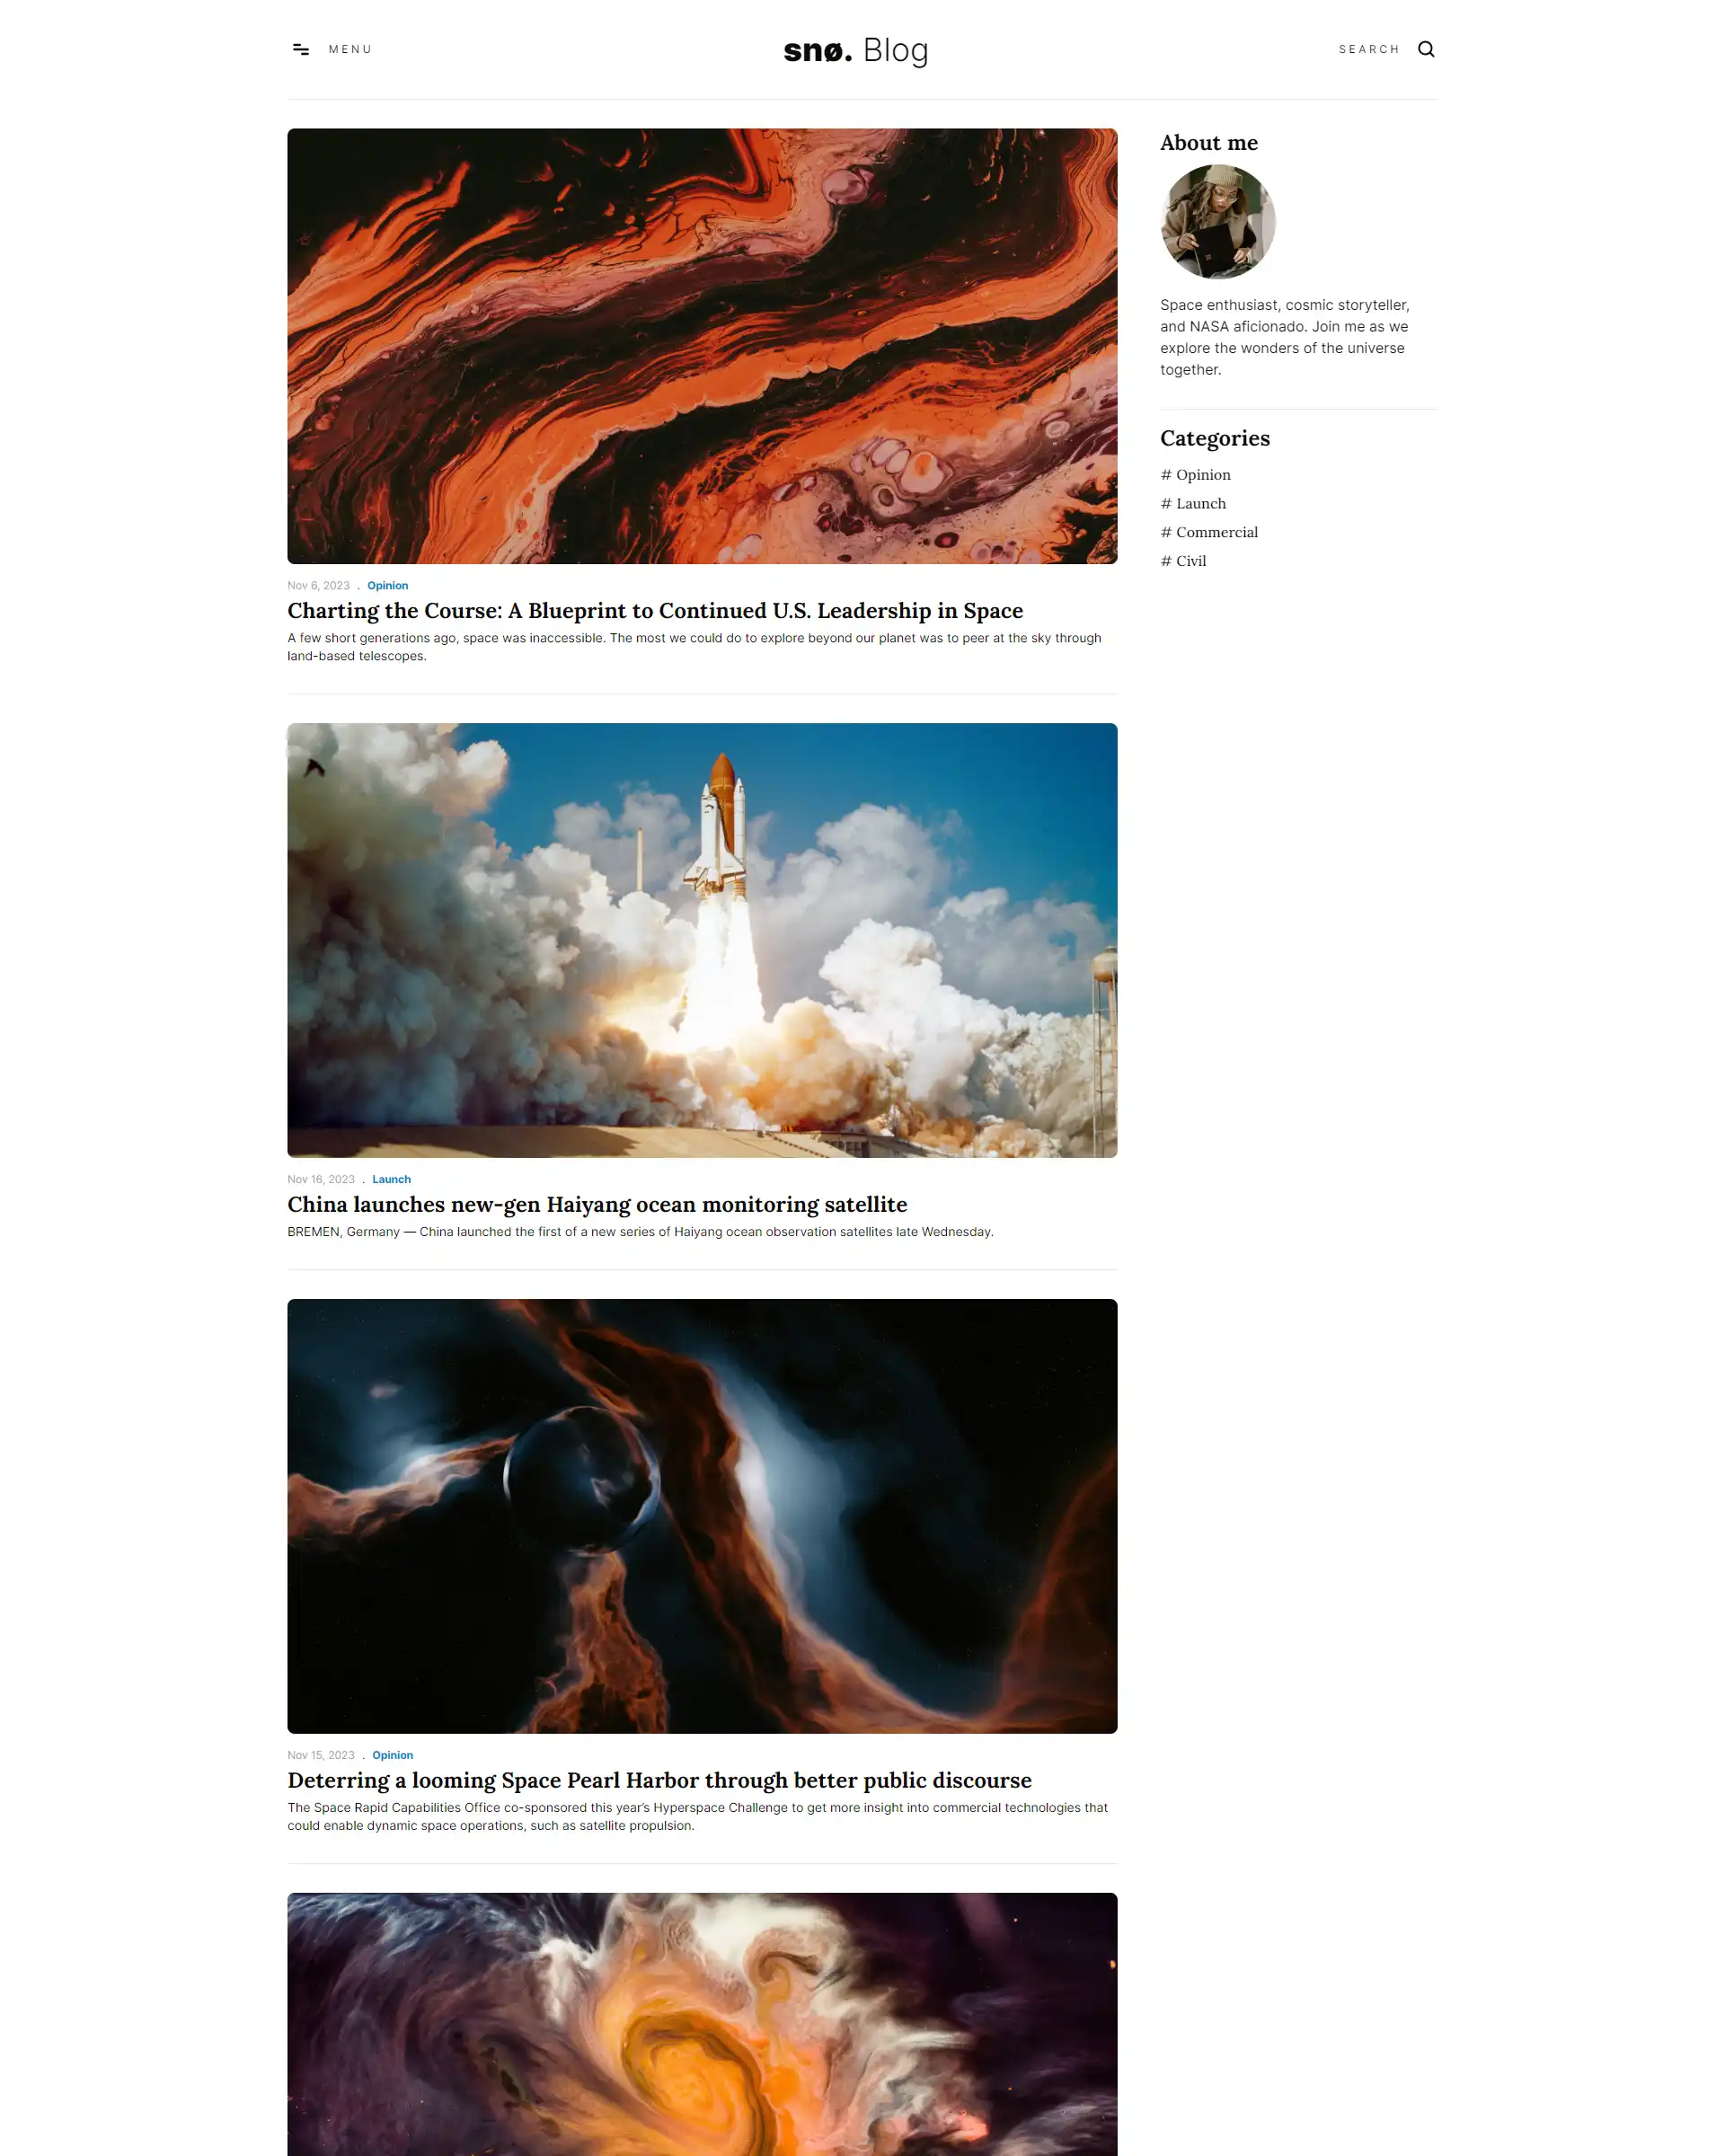 MENU
snø. Blog
SEARCH
Nov 6, 2023 . Opinion
Charting the Course: A Blueprint to Continued U.S. Leadership in Space
A few short generations ago, space was inaccessible. The most we could do to explore beyond our planet was to peer at the sky through
land-based telescopes.
Nov 16, 2023 . Launch
China launches new-gen Haiyang ocean monitoring satellite
BREMEN, Germany — China launched the first of a new series of Haiyang ocean observation satellites late Wednesday.
Nov 15, 2023 . Opinion
Deterring a looming Space Pearl Harbor through better public discourse
The Space Rapid Capabilities Office co-sponsored this year’s Hyperspace Challenge to get more insight into commercial technologies that
could enable dynamic space operations, such as satellite propulsion.
About me
Space enthusiast, cosmic storyteller,
and NASA aficionado. Join me as we
explore the wonders of the universe
together.
Categories
# Opinion
# Launch
# Commercial
# Civil